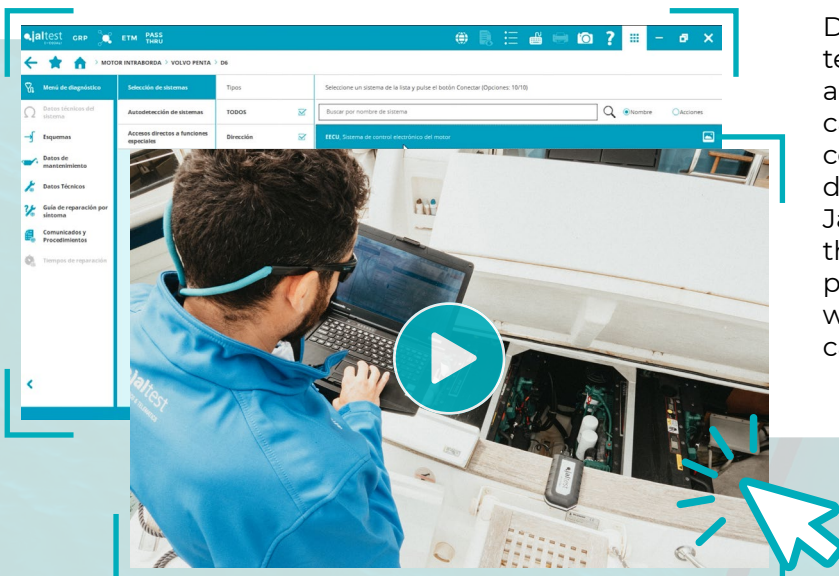 jaltest GRP ETM PASS THRU
MOTOR INTRABORDA > VOLVO PENTA > D6
Menú de diagnóstico
Datos técnicos del sistema
Esquemas
Datos de mantenimiento
Datos Técnicos
Guía de reparación por síntoma
Comunicados y Procedimientos
Tiempos de reparación
Selección de sistemas
Autodetección de sistemas
Accesos directos a funciones especiales
Tipos
TODOS
Dirección
Seleccione un sistema de la lista y pulse el botón Conectar (Opciones: 10/10)
Buscar por nombre de sistema
Nombre
Acciones
EECU, Sistema de control electrónico del motor
jaltest
jaltest
D
te
a
c
c
d
Ja
th
p
w
c